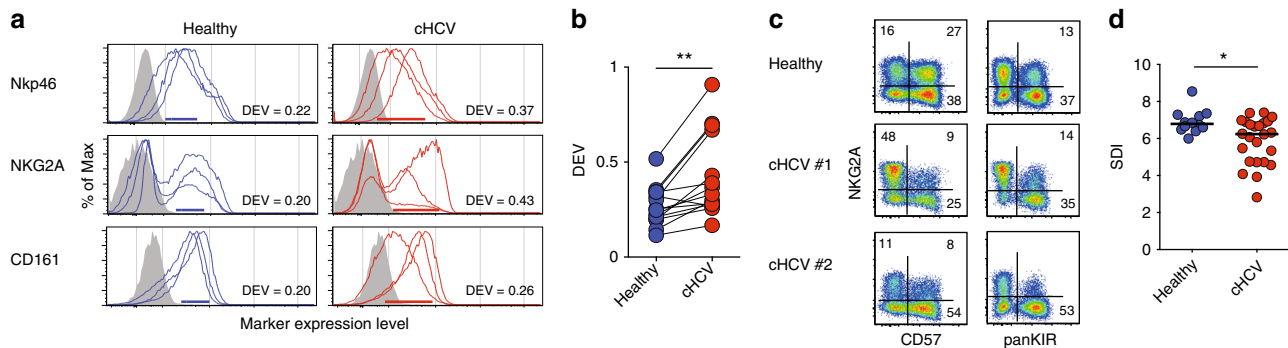 a
Healthy
cHCV
Nkp46
DEV = 0.22
DEV = 0.37
NKG2A
DEV = 0.20
DEV = 0.43
CD161
DEV = 0.20
DEV = 0.26
% of Max
Marker expression level
b
**
1
0.5
0
DEV
Healthy
cHCV
c
Healthy
16
27
38
13
37
cHCV #1
48
9
25
14
35
cHCV #2
11
8
54
53
NKG2A
CD57
panKIR
d
*
10
8
6
4
2
0
SDI
Healthy
cHCV